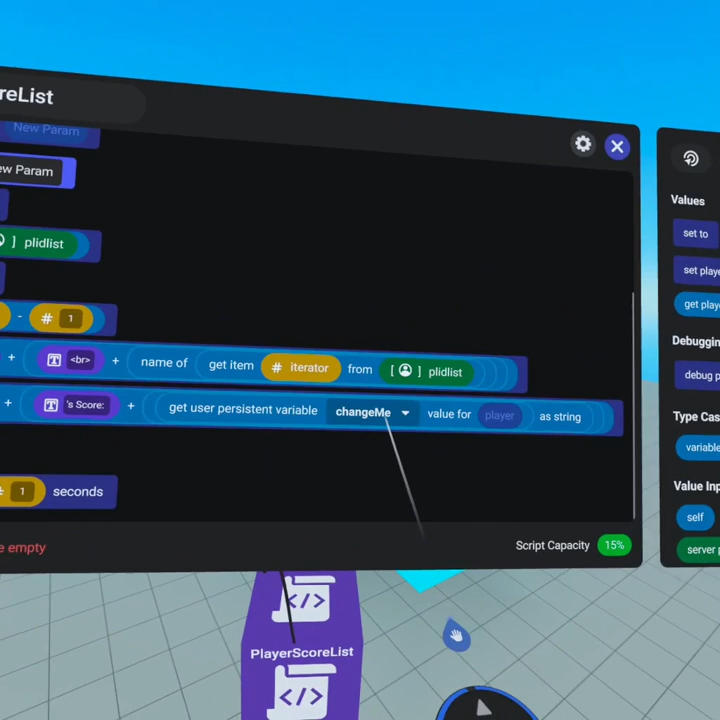 reList
New Param
ew Param
] plidlist
- # 1
+ T <br> + name of get item # iterator from [ ] plidlist
+ T 's Score: + get user persistent variable changeMe value for player as string
1 seconds
e empty
Script Capacity 15%
Values
set to
set playe
get playe
Debuggin
debug p
Type Cas
variable
Value Inp
self
server p
</>
PlayerScoreList
</>